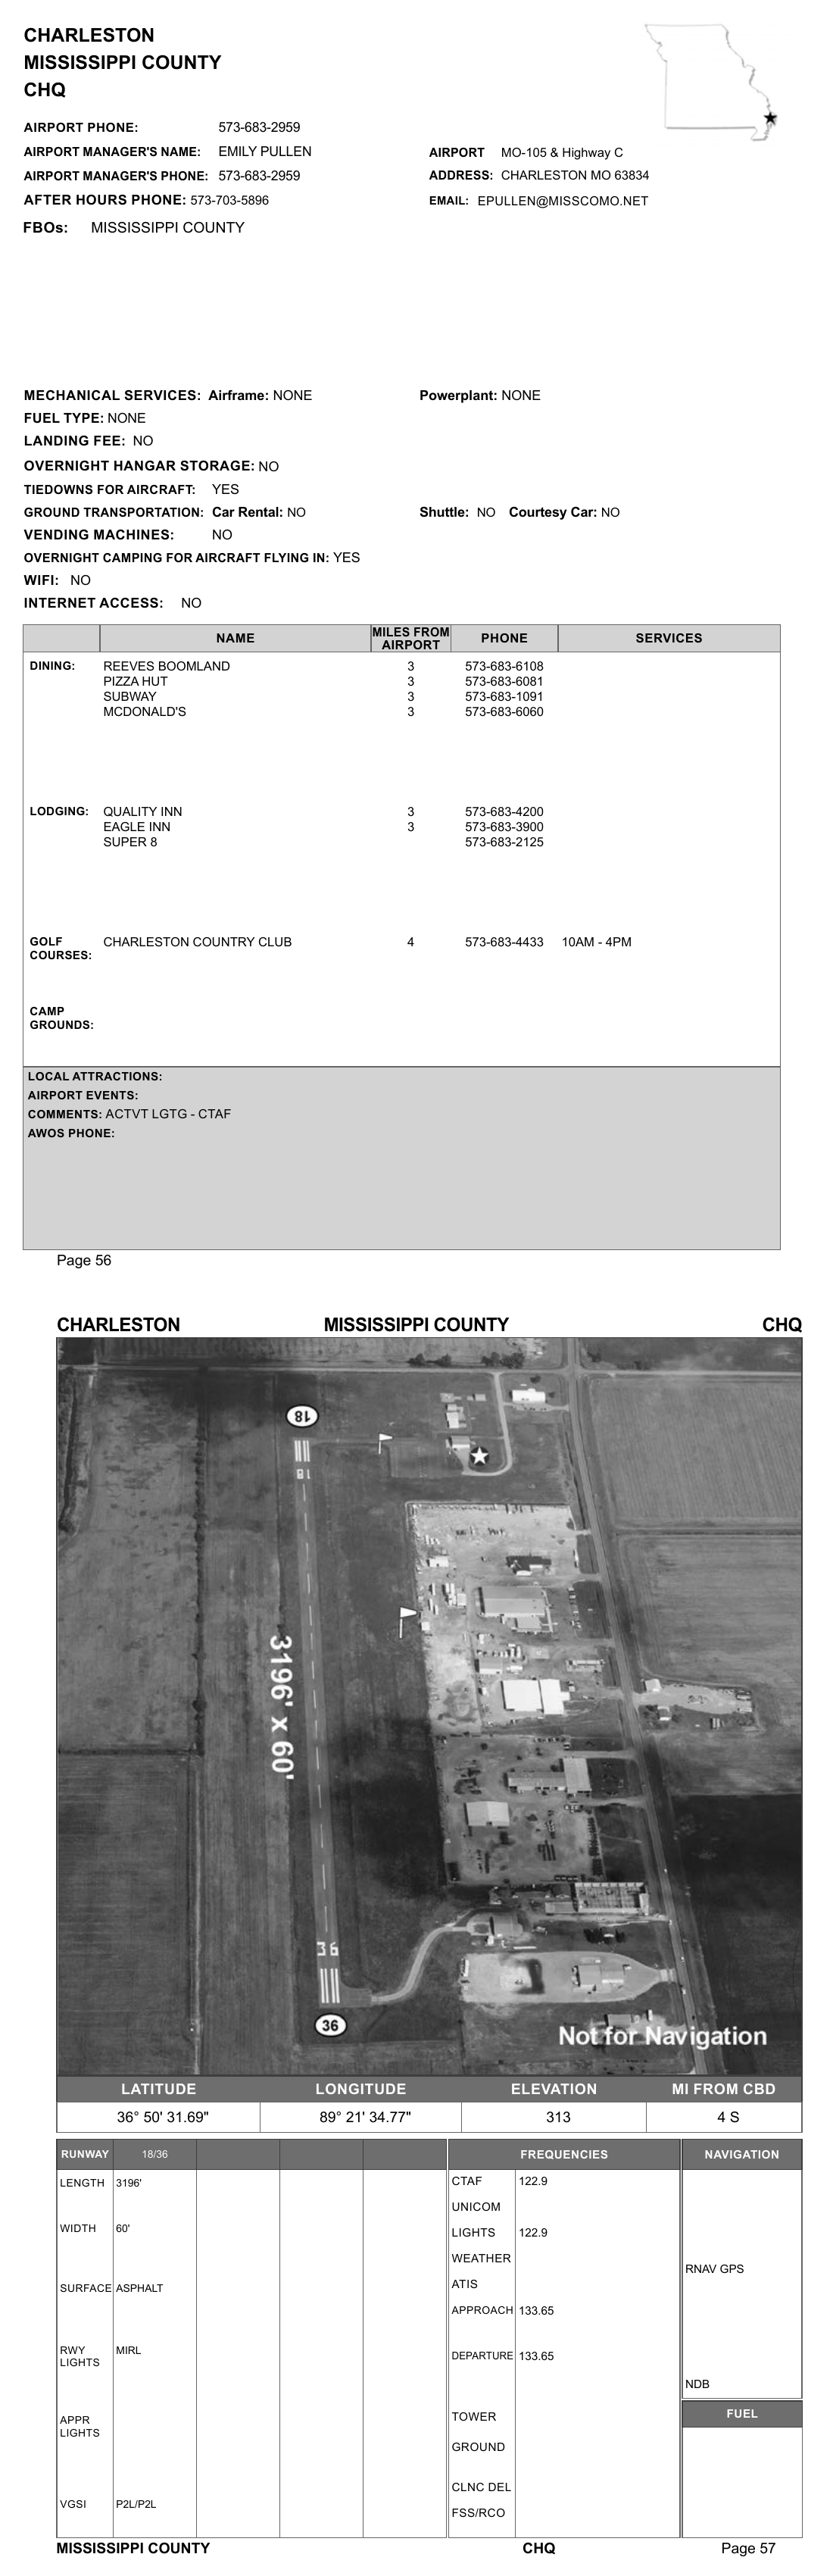 CHARLESTON
MISSISSIPPI COUNTY
CHQ
AIRPORT PHONE: 573-683-2959
AIRPORT MANAGER'S NAME: EMILY PULLEN
AIRPORT MANAGER'S PHONE: 573-683-2959
AFTER HOURS PHONE: 573-703-5896
AIRPORT MO-105 & Highway C
ADDRESS: CHARLESTON MO 63834
EMAIL: EPULLEN@MISSCOMO.NET
FBOs: MISSISSIPPI COUNTY
MECHANICAL SERVICES: Airframe: NONE Powerplant: NONE
FUEL TYPE: NONE
LANDING FEE: NO
OVERNIGHT HANGAR STORAGE: NO
TIEDOWNS FOR AIRCRAFT: YES
GROUND TRANSPORTATION: Car Rental: NO Shuttle: NO Courtesy Car: NO
VENDING MACHINES: NO
OVERNIGHT CAMPING FOR AIRCRAFT FLYING IN: YES
WIFI: NO
INTERNET ACCESS: NO
NAME MILES FROM AIRPORT PHONE SERVICES
DINING: REEVES BOOMLAND 3 573-683-6108
PIZZA HUT 3 573-683-6081
SUBWAY 3 573-683-1091
MCDONALD'S 3 573-683-6060
LODGING: QUALITY INN 3 573-683-4200
EAGLE INN 3 573-683-3900
SUPER 8 573-683-2125
GOLF COURSES: CHARLESTON COUNTRY CLUB 4 573-683-4433 10AM - 4PM
CAMP GROUNDS:
LOCAL ATTRACTIONS:
AIRPORT EVENTS:
COMMENTS: ACTVT LGTG - CTAF
AWOS PHONE:
Page 56
CHARLESTON MISSISSIPPI COUNTY CHQ
18
18
3196' x 60'
36
36
Not for Navigation
LATITUDE LONGITUDE ELEVATION MI FROM CBD
36° 50' 31.69" 89° 21' 34.77" 313 4 S
RUNWAY 18/36
LENGTH 3196'
WIDTH 60'
SURFACE ASPHALT
RWY LIGHTS MIRL
APPR LIGHTS
VGSI P2L/P2L
FREQUENCIES
CTAF 122.9
UNICOM
LIGHTS 122.9
WEATHER
ATIS
APPROACH 133.65
DEPARTURE 133.65
TOWER
GROUND
CLNC DEL
FSS/RCO
NAVIGATION
RNAV GPS
NDB
FUEL
MISSISSIPPI COUNTY CHQ Page 57